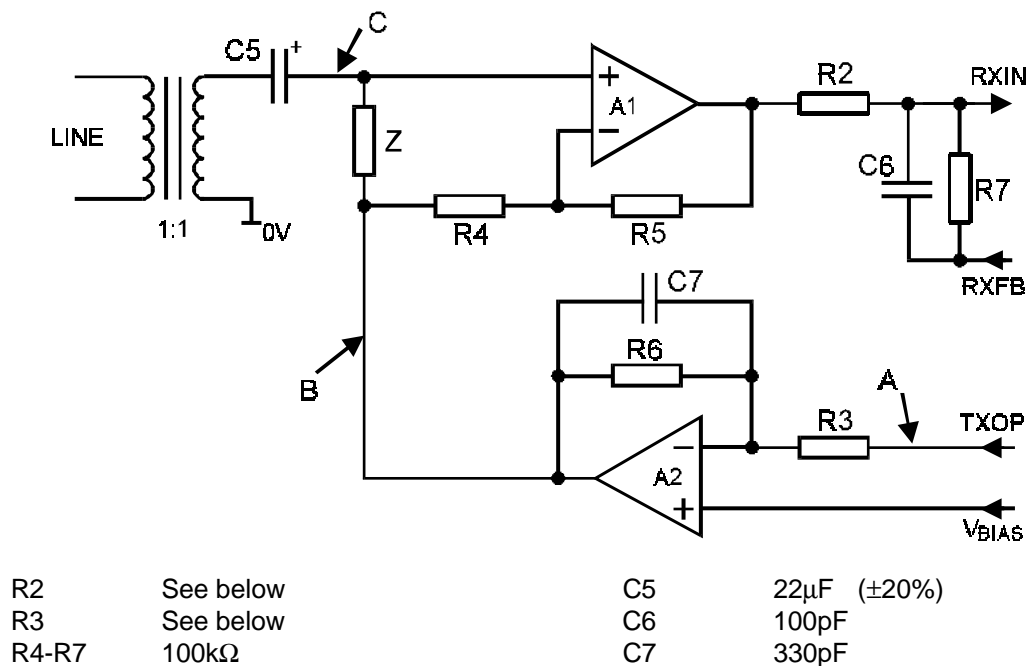 C
C5
+
R2
RXIN
+
A1
−
LINE
Z
C6
R7
R4
R5
1:1
0V
RXFB
C7
R6
B
A
R3
TXOP
−
A2
+
VBIAS
R2 See below C5 22µF (±20%)
R3 See below C6 100pF
R4-R7 100kΩ C7 330pF